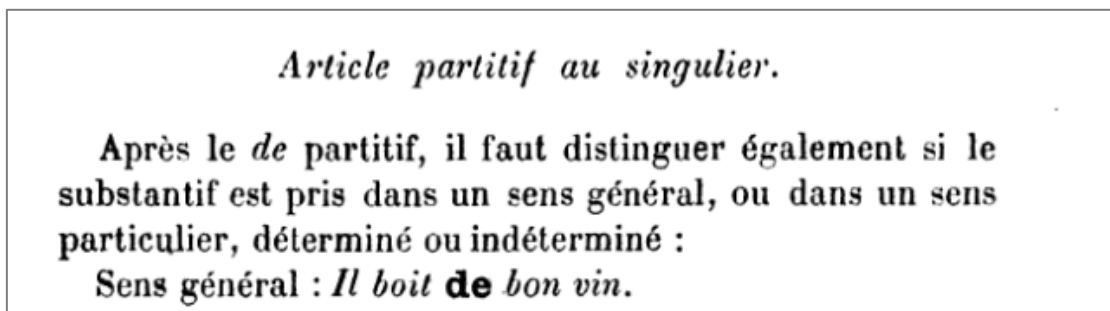 Article partitif au singulier.
Après le de partitif, il faut distinguer également si le
substantif est pris dans un sens général, ou dans un sens
particulier, déterminé ou indéterminé :
Sens général : Il boit de bon vin.